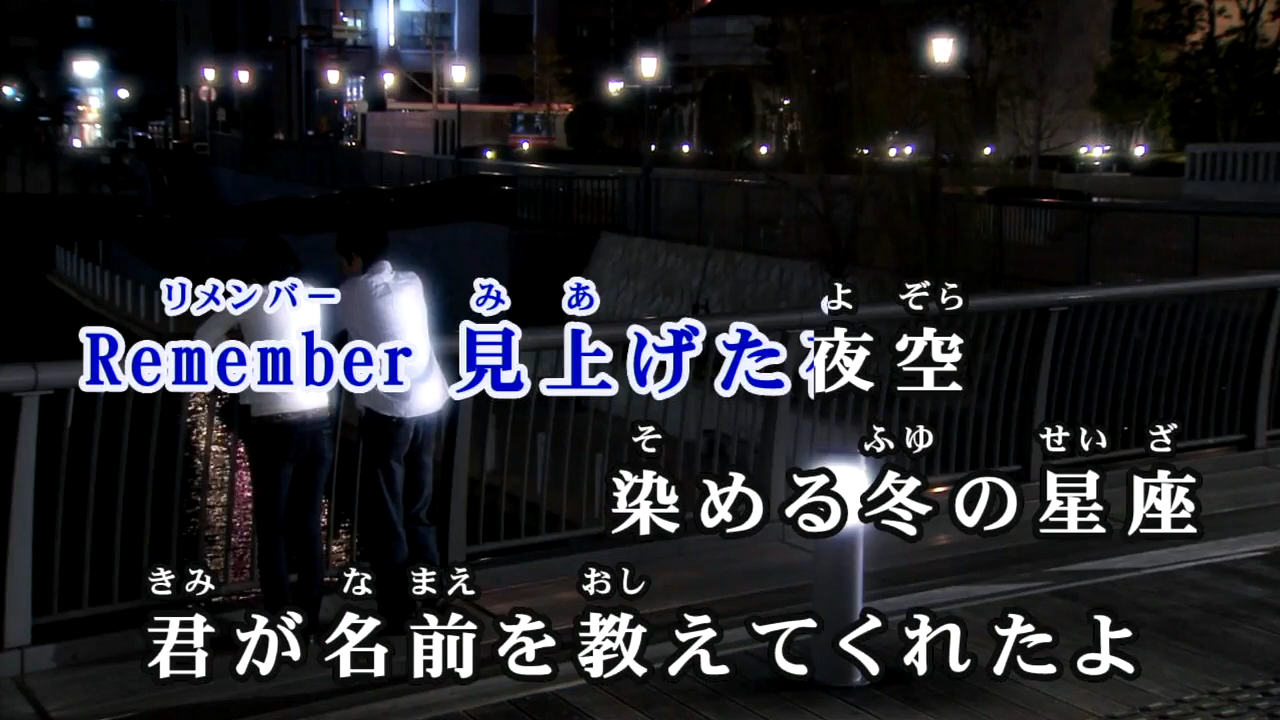 リメンバー み あ よ ぞら
Remember 見上げた夜空
そ ふゆ せい ざ
染める冬の星座
きみ な まえ おし
君が名前を教えてくれたよ